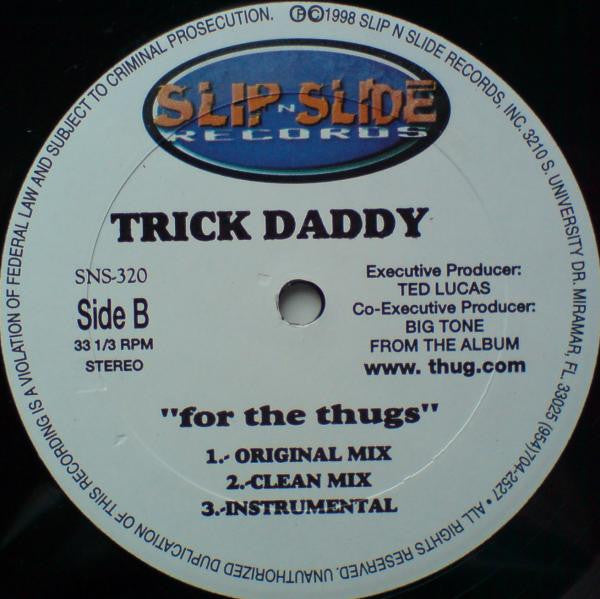 SLIP N SLIDE
RECORDS
TRICK DADDY
SNS-320
Side B
33 1/3 RPM
STEREO
Executive Producer:
TED LUCAS
Co-Executive Producer:
BIG TONE
FROM THE ALBUM
www. thug.com
"for the thugs"
1.- ORIGINAL MIX
2.-CLEAN MIX
3.-INSTRUMENTAL
Ⓟ©1998 SLIP N SLIDE RECORDS, INC. 3210 S. UNIVERSITY DR. MIRAMAR, FL. 33025 (954)704-2527 • ALL RIGHTS RESERVED. UNAUTHORIZED DUPLICATION OF THIS RECORDING IS A VIOLATION OF FEDERAL LAW AND SUBJECT TO CRIMINAL PROSECUTION.